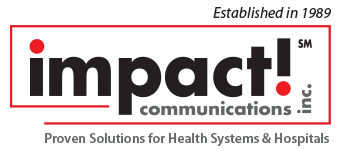 Established in 1989
impact! SM
communications inc.
Proven Solutions for Health Systems & Hospitals